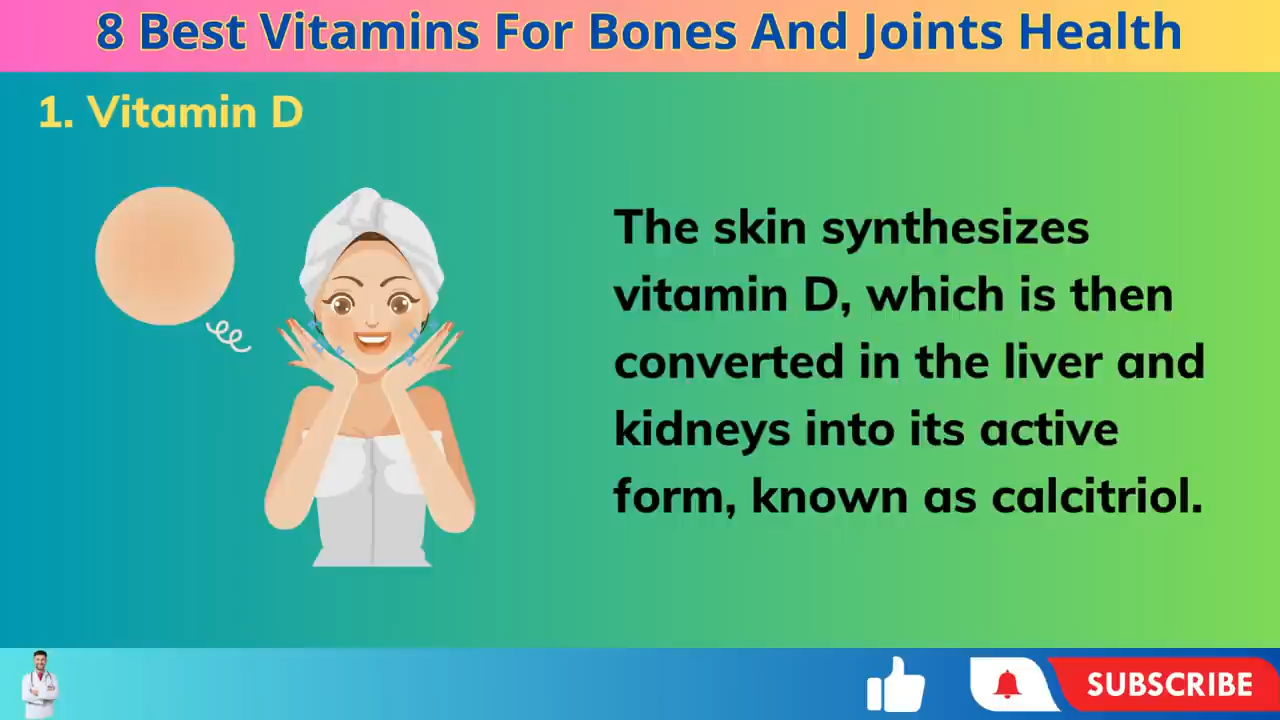 8 Best Vitamins For Bones And Joints Health
1. Vitamin D
The skin synthesizes
vitamin D, which is then
converted in the liver and
kidneys into its active
form, known as calcitriol.
SUBSCRIBE